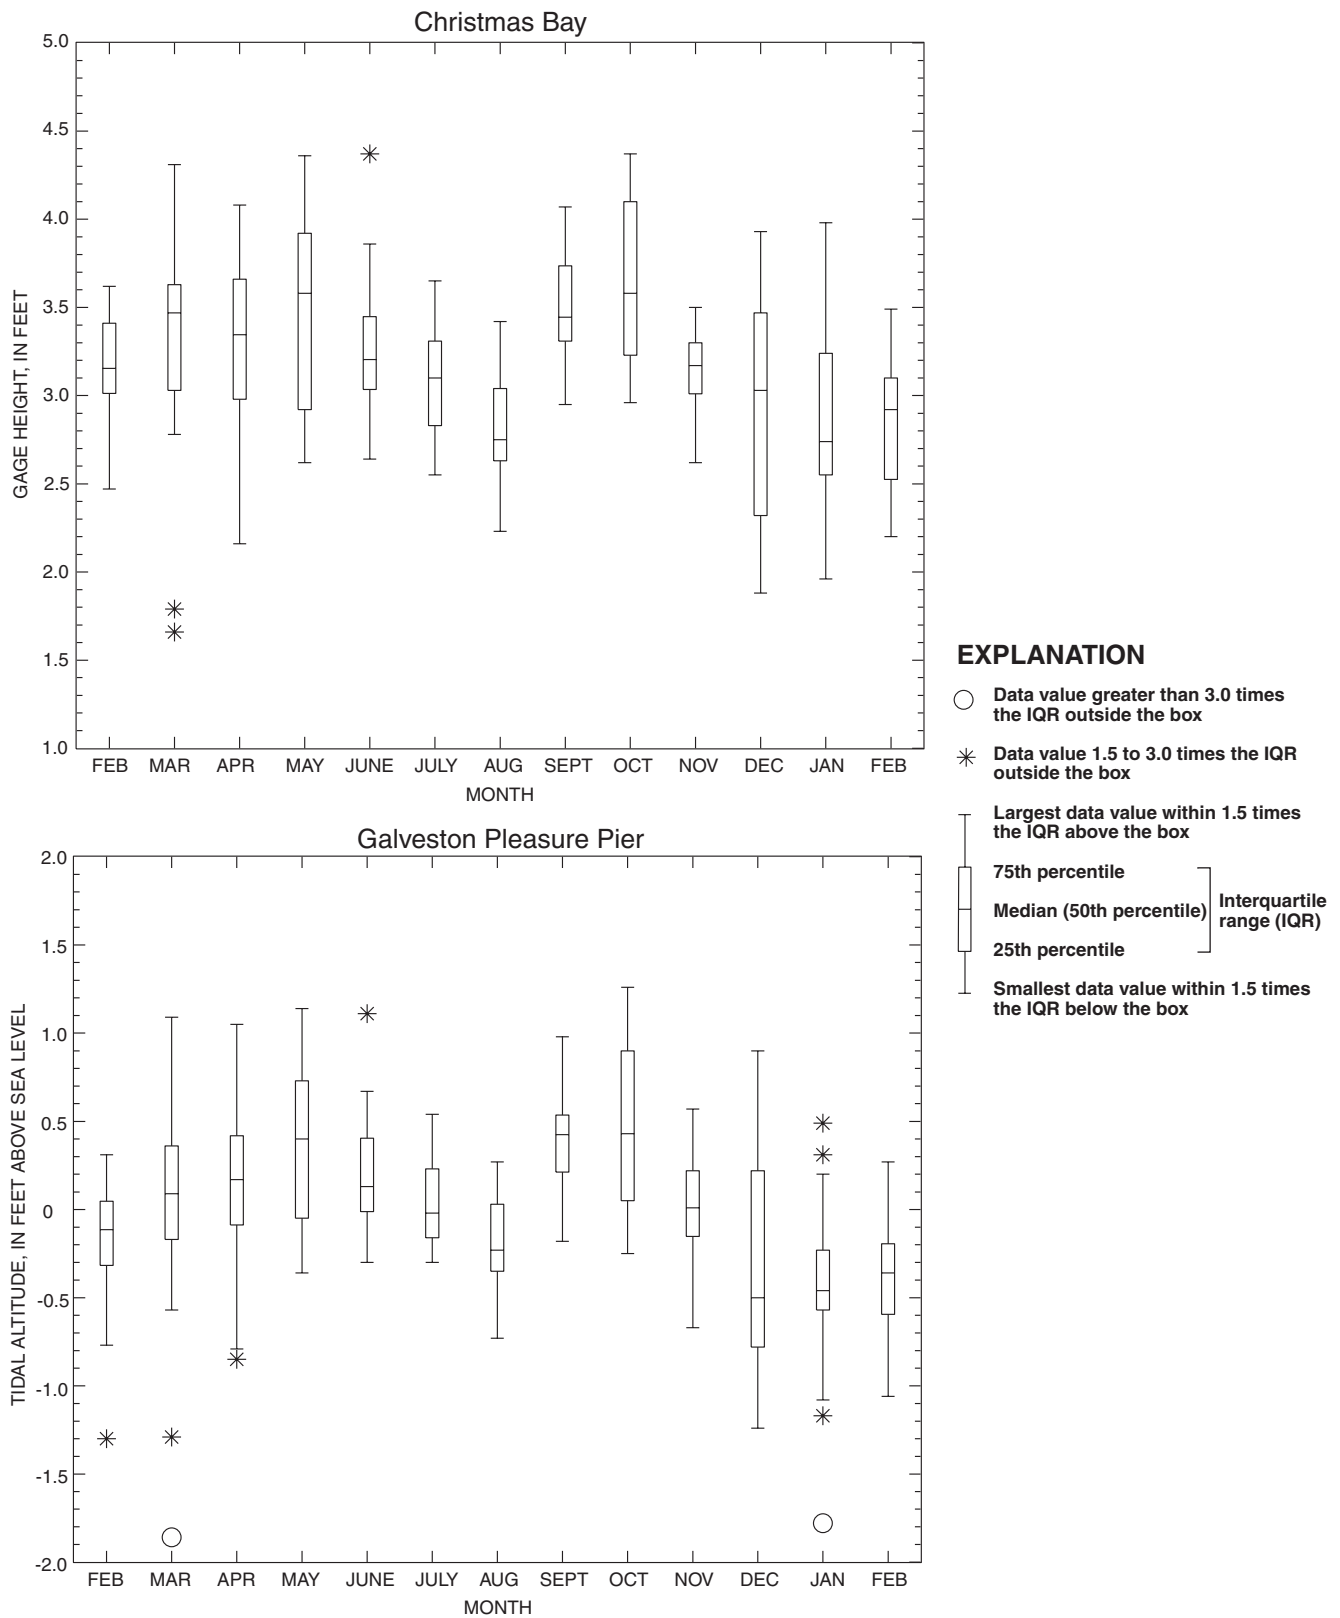 Christmas Bay
5.0
4.5
4.0
3.5
3.0
2.5
2.0
1.5
1.0
GAGE HEIGHT, IN FEET
FEB MAR APR MAY JUNE JULY AUG SEPT OCT NOV DEC JAN FEB
MONTH
EXPLANATION
Data value greater than 3.0 times
the IQR outside the box
Data value 1.5 to 3.0 times the IQR
outside the box
Largest data value within 1.5 times
the IQR above the box
75th percentile
Median (50th percentile)
25th percentile
Interquartile
range (IQR)
Smallest data value within 1.5 times
the IQR below the box
Galveston Pleasure Pier
2.0
1.5
1.0
0.5
0
-0.5
-1.0
-1.5
-2.0
TIDAL ALTITUDE, IN FEET ABOVE SEA LEVEL
FEB MAR APR MAY JUNE JULY AUG SEPT OCT NOV DEC JAN FEB
MONTH